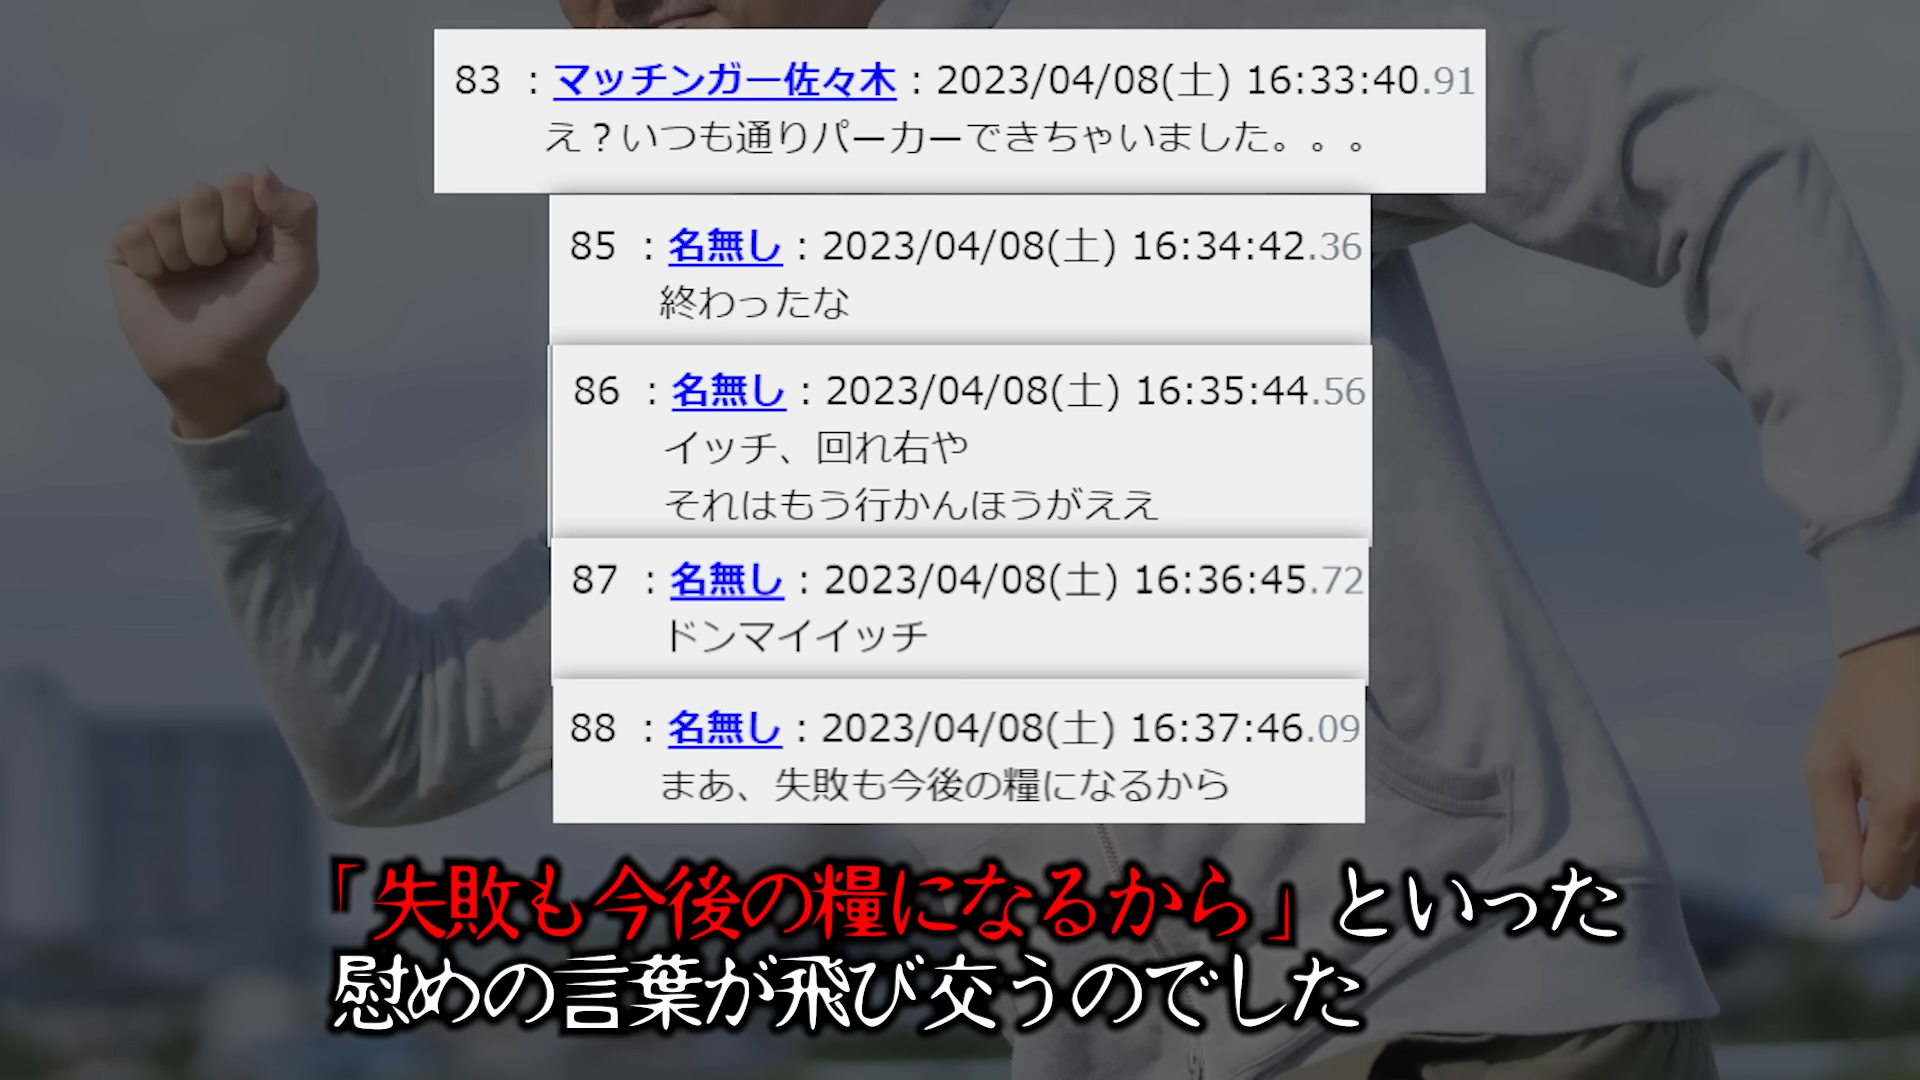 83 ：マッチンガー佐々木：2023/04/08(土) 16:33:40.91
え？いつも通りパーカーできちゃいました。。。
85 ：名無し：2023/04/08(土) 16:34:42.36
終わったな
86 ：名無し：2023/04/08(土) 16:35:44.56
イッチ、回れ右や
それはもう行かんほうがええ
87 ：名無し：2023/04/08(土) 16:36:45.72
ドンマイイッチ
88 ：名無し：2023/04/08(土) 16:37:46.09
まあ、失敗も今後の糧になるから
「失敗も今後の糧になるから」といった
慰めの言葉が飛び交うのでした